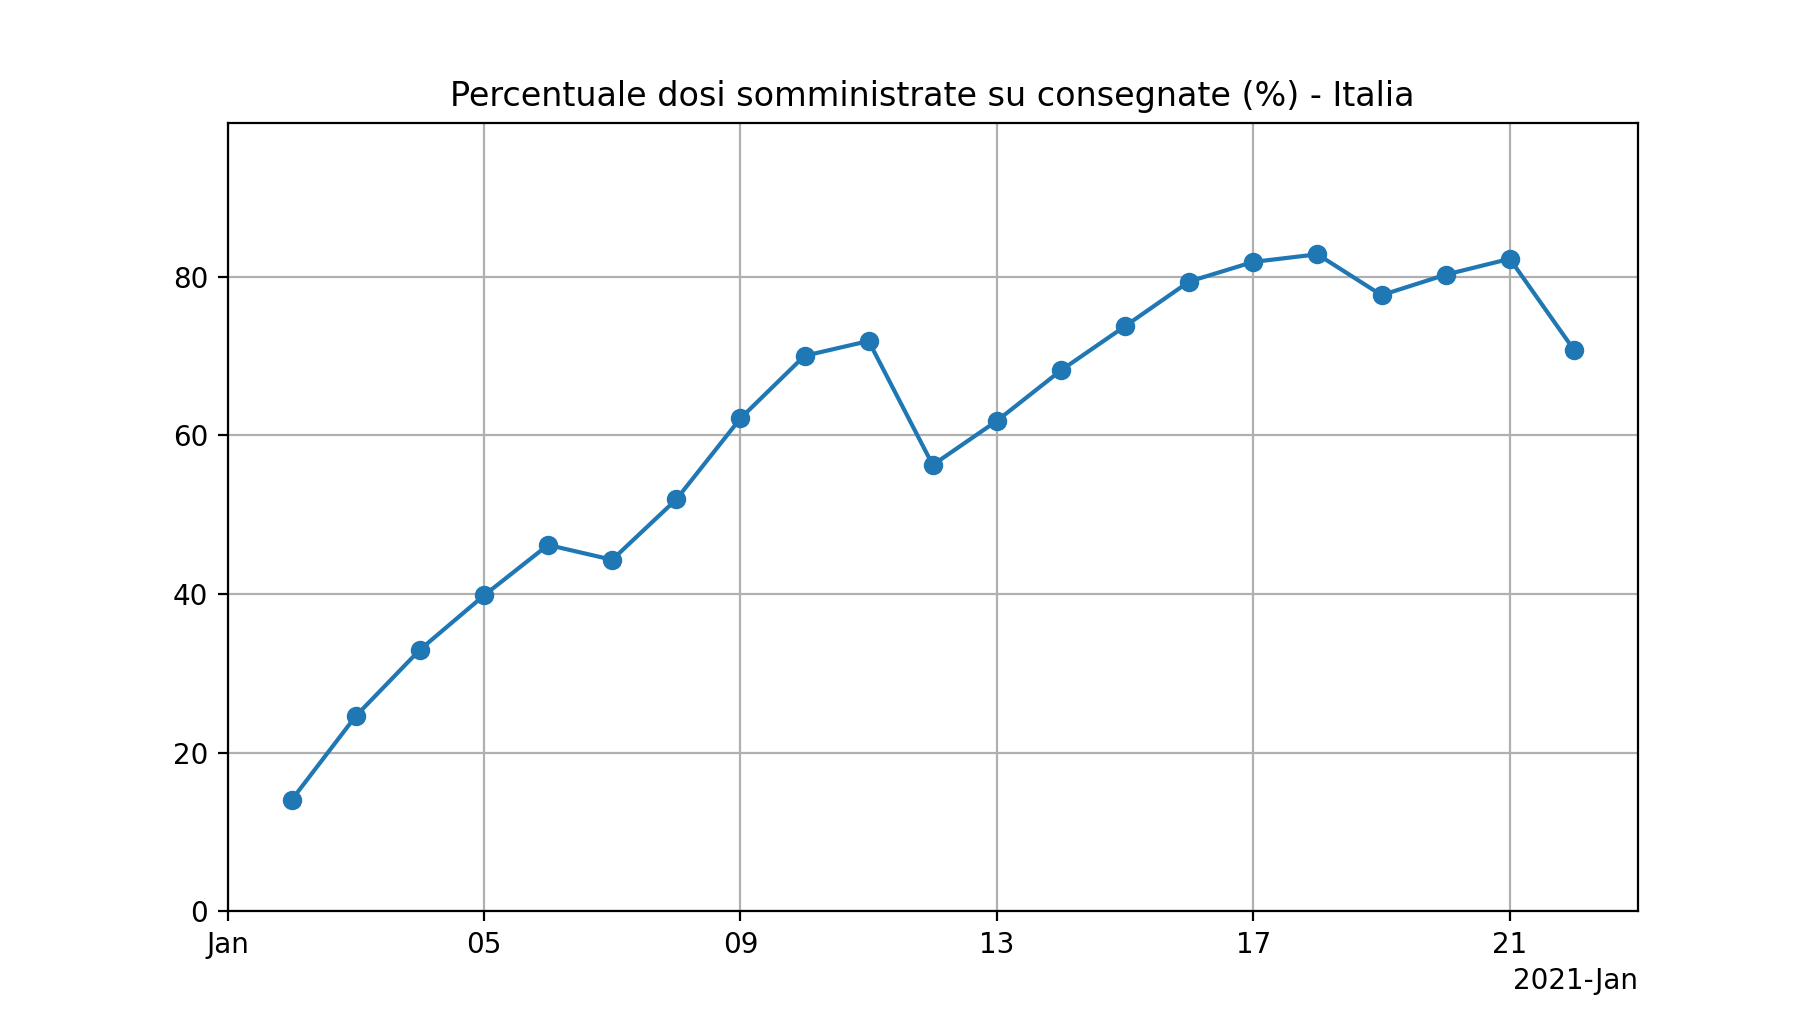 Percentuale dosi somministrate su consegnate (%) - Italia
80
60
40
20
0
Jan 05 09 13 17 21
2021-Jan